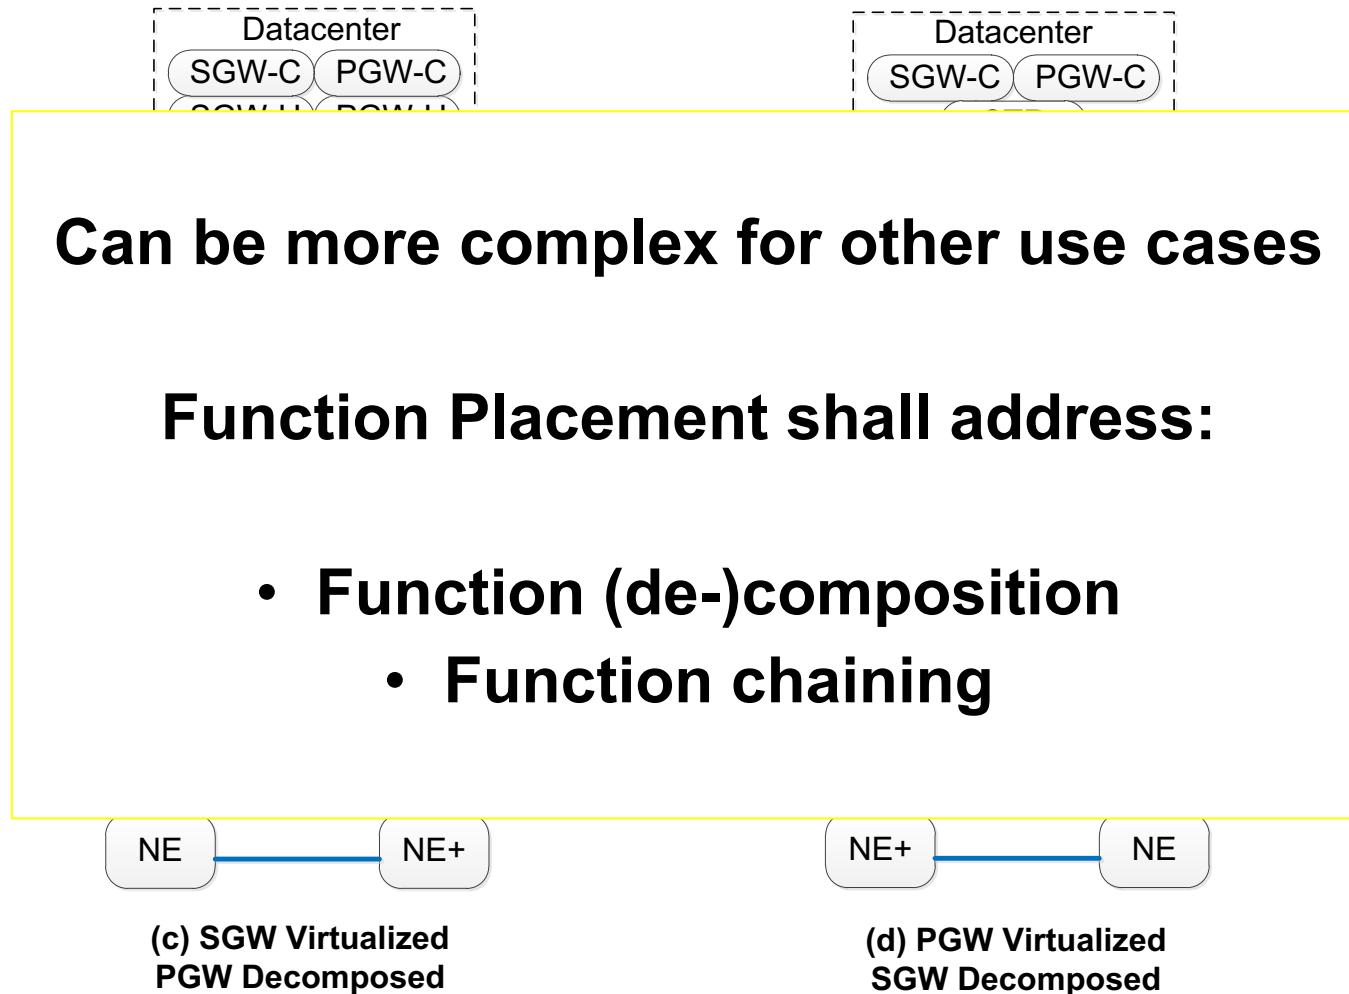 Datacenter
SGW-C PGW-C
Datacenter
SGW-C PGW-C
Can be more complex for other use cases
Function Placement shall address:
• Function (de-)composition
• Function chaining
NE NE+
NE+ NE
(c) SGW Virtualized
PGW Decomposed
(d) PGW Virtualized
SGW Decomposed